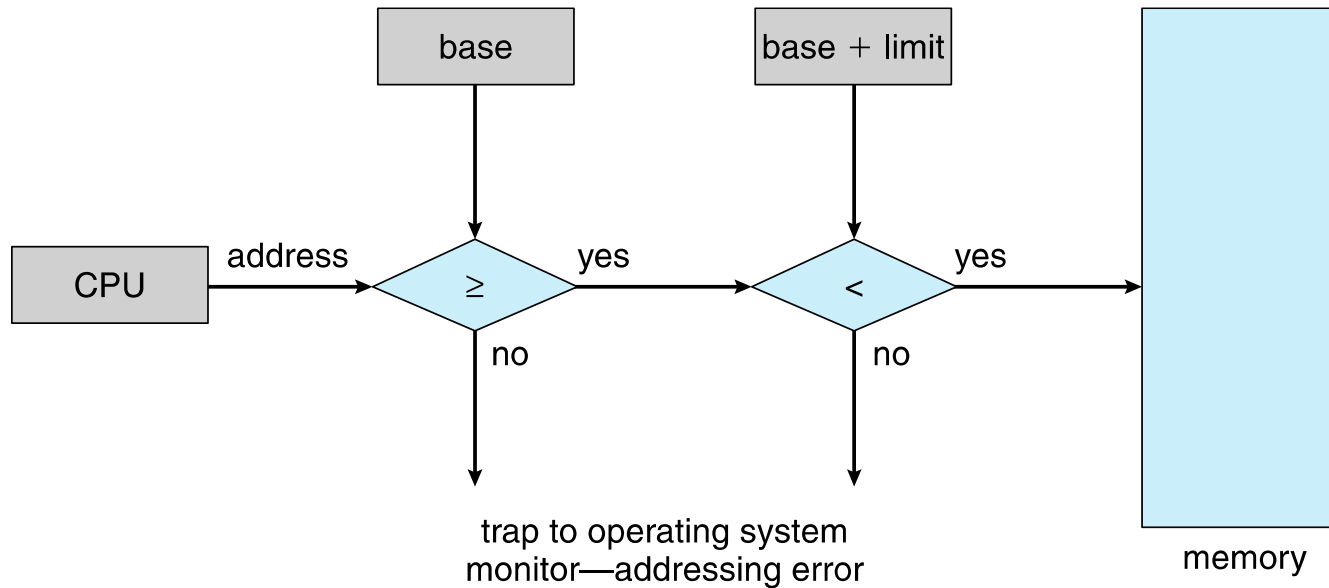 base
base + limit
address
yes
yes
CPU
≥
<
no
no
trap to operating system
monitor—addressing error
memory